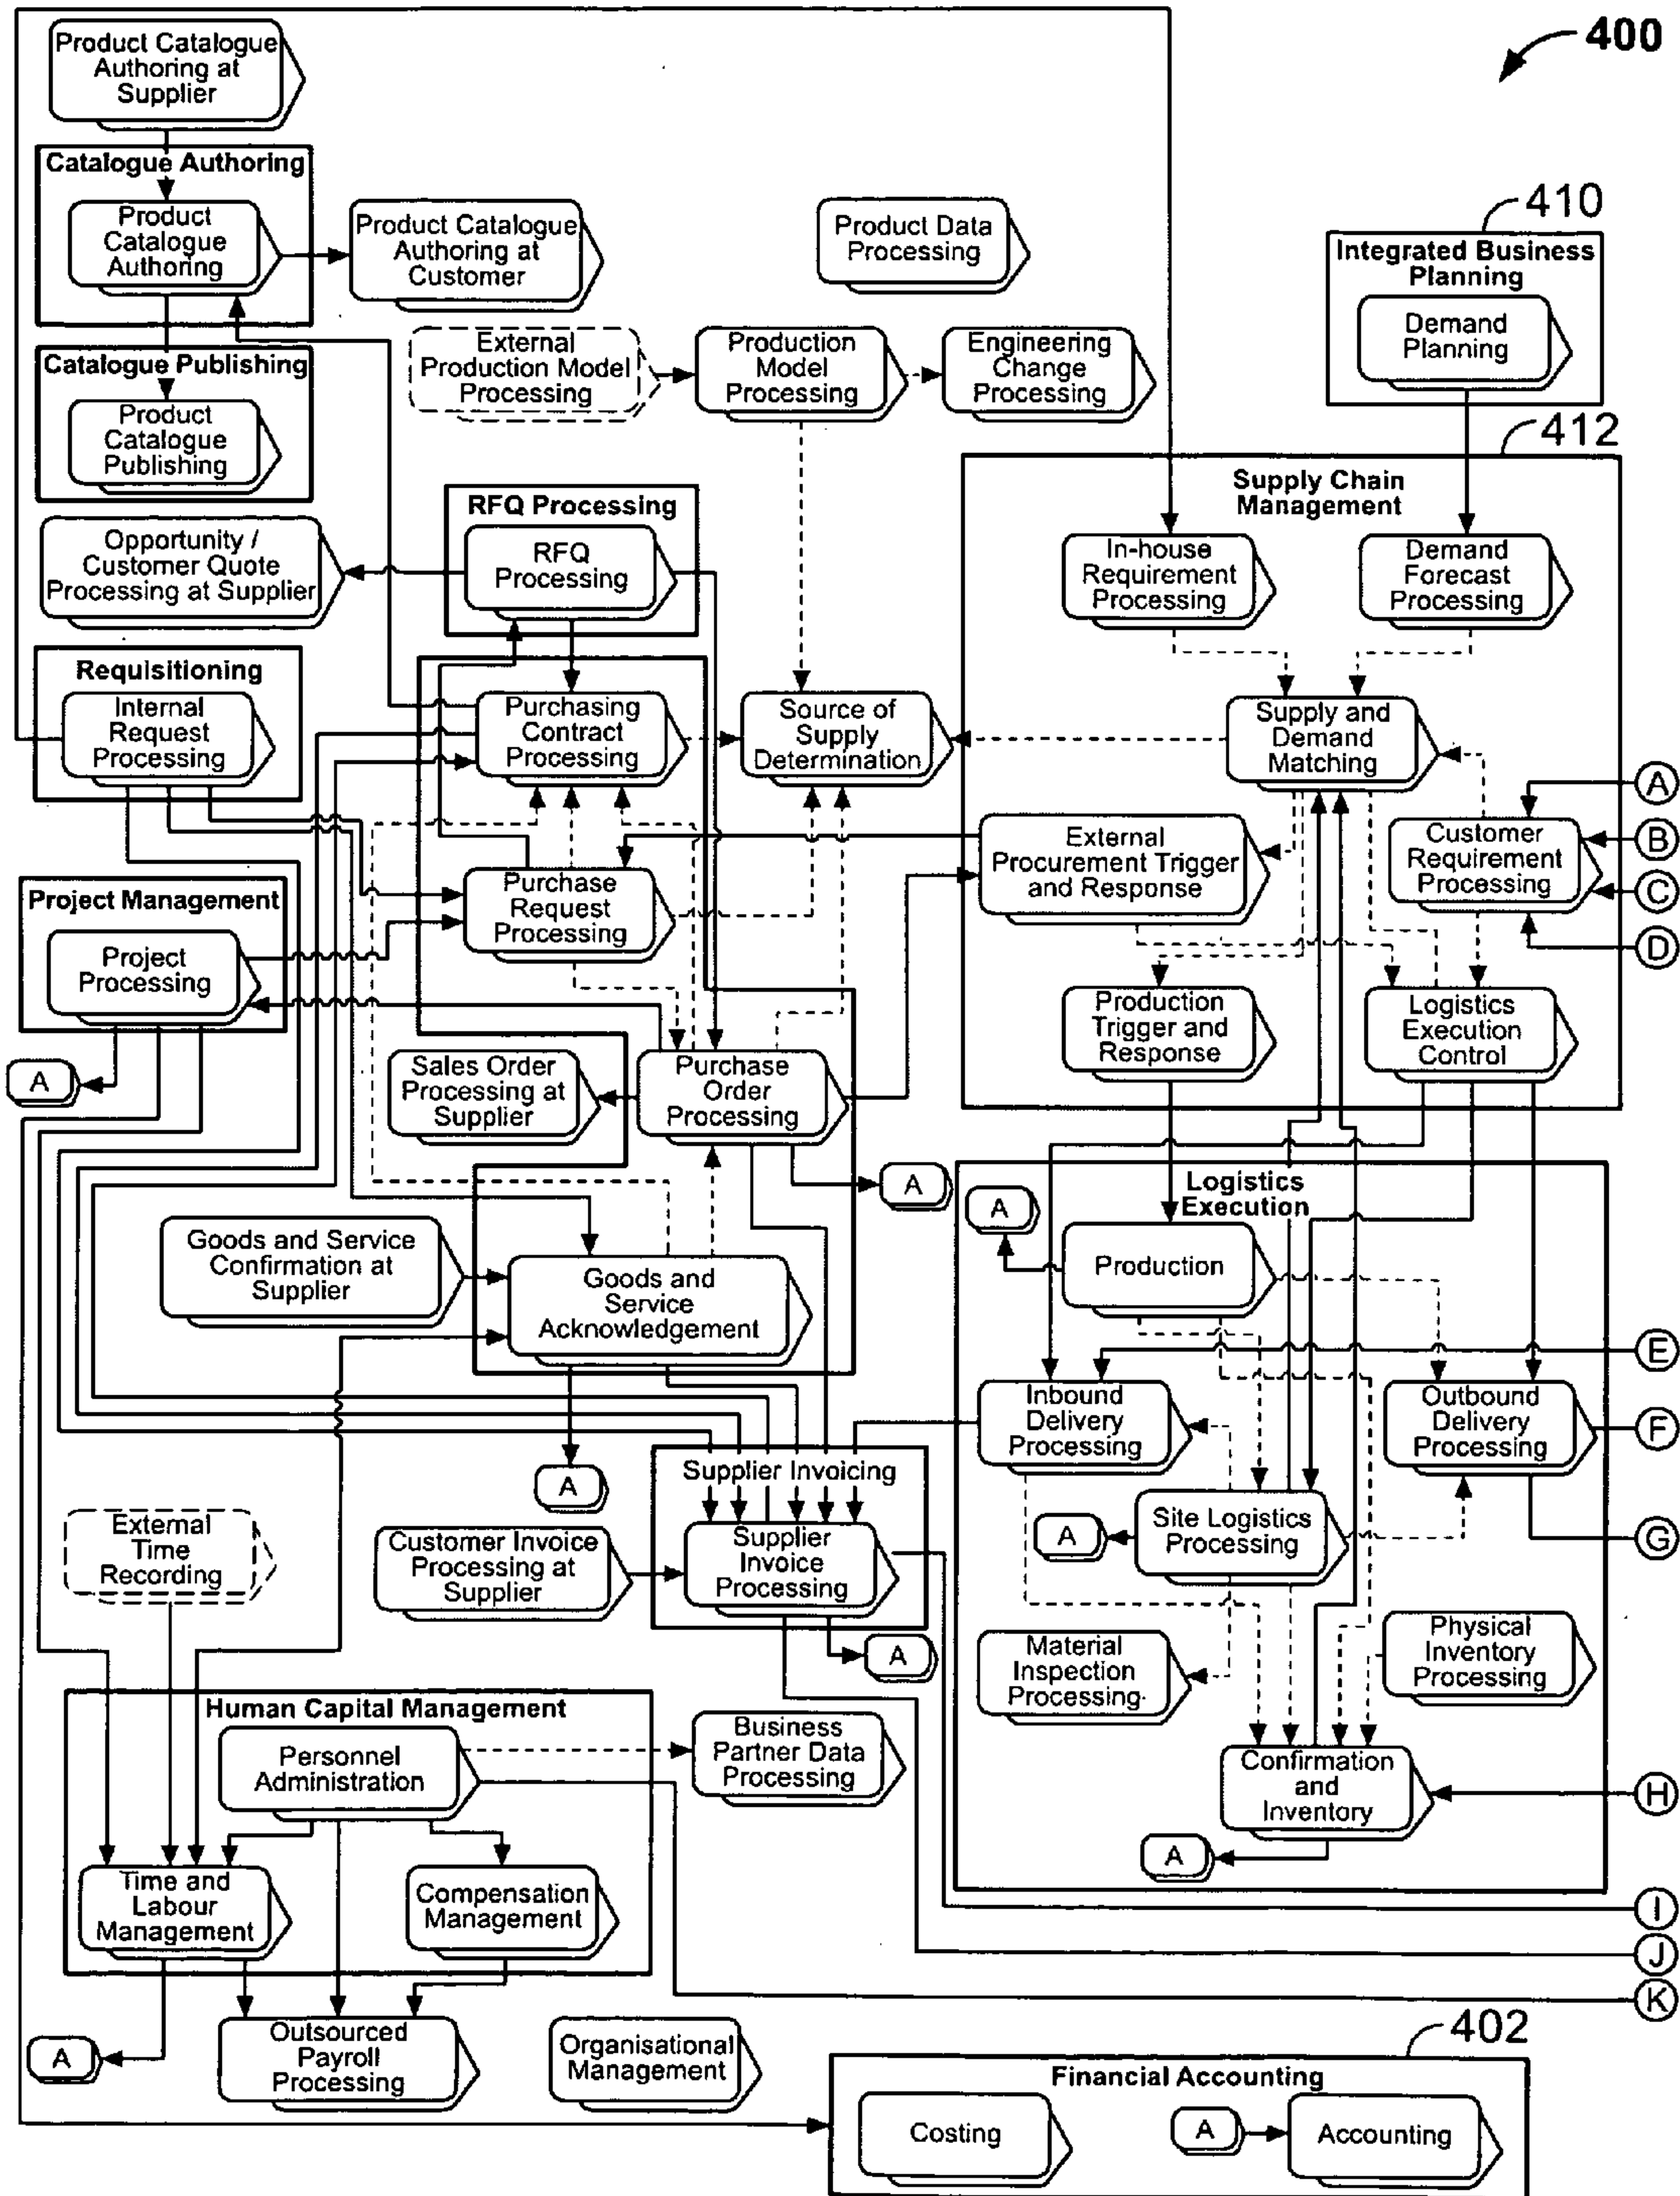 400
Product Catalogue
Authoring at
Supplier
Catalogue Authoring
Product
Catalogue
Authoring
Product Catalogue
Authoring at
Customer
Product Data
Processing
410
Integrated Business
Planning
Demand
Planning
Catalogue Publishing
Product
Catalogue
Publishing
External
Production Model
Processing
Production
Model
Processing
Engineering
Change
Processing
412
Supply Chain
Management
RFQ Processing
RFQ
Processing
Opportunity /
Customer Quote
Processing at Supplier
In-house
Requirement
Processing
Demand
Forecast
Processing
Requisitioning
Internal
Request
Processing
Purchasing
Contract
Processing
Source of
Supply
Determination
Supply and
Demand
Matching
A
B
C
D
External
Procurement Trigger
and Response
Customer
Requirement
Processing
Purchase
Request
Processing
Project Management
Project
Processing
A
Production
Trigger and
Response
Logistics
Execution
Control
Sales Order
Processing at
Supplier
Purchase
Order
Processing
A
Logistics
Execution
A
Production
Goods and Service
Confirmation at
Supplier
Goods and
Service
Acknowledgement
A
E
F
G
Inbound
Delivery
Processing
Outbound
Delivery
Processing
Supplier Invoicing
Supplier
Invoice
Processing
A
A
Site Logistics
Processing
External
Time
Recording
Customer Invoice
Processing at
Supplier
Material
Inspection
Processing
Physical
Inventory
Processing
Human Capital Management
Personnel
Administration
Business
Partner Data
Processing
Confirmation
and
Inventory
H
A
Time and
Labour
Management
Compensation
Management
I
J
K
A
Outsourced
Payroll
Processing
Organisational
Management
402
Financial Accounting
Costing
A
Accounting